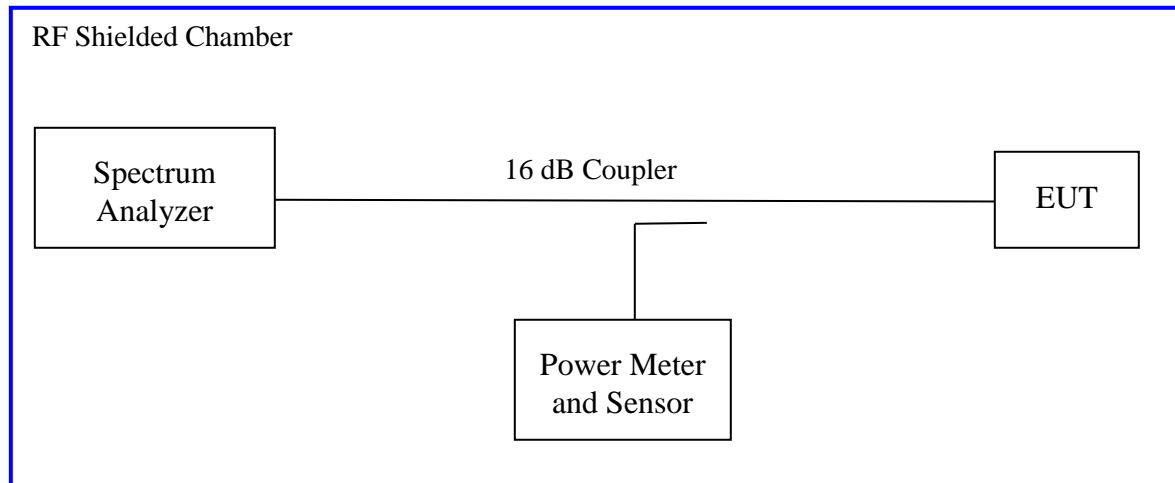 RF Shielded Chamber
16 dB Coupler
Spectrum
Analyzer
EUT
Power Meter
and Sensor